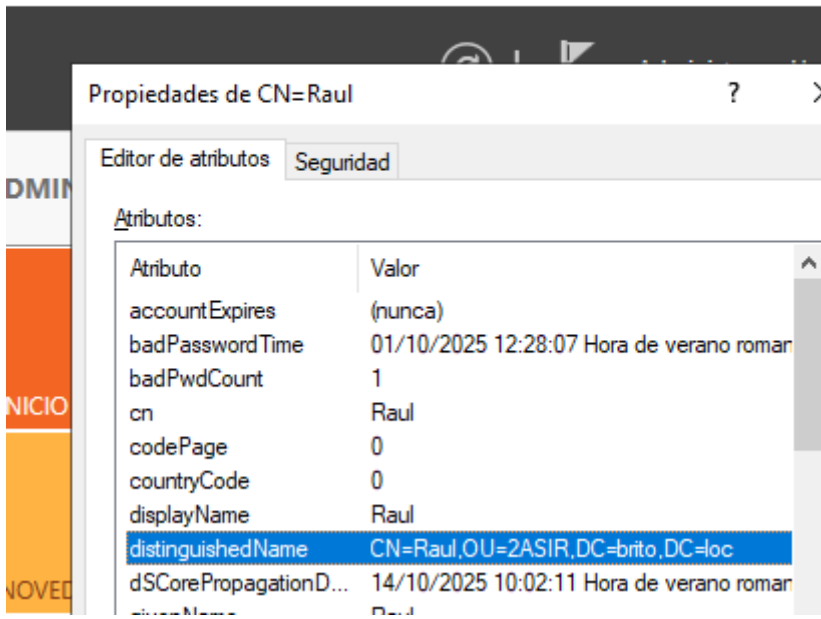 Propiedades de CN=Raul ?
Editor de atributos Seguridad
Atributos:
Atributo Valor
accountExpires (nunca)
badPasswordTime 01/10/2025 12:28:07 Hora de verano roman
badPwdCount 1
cn Raul
codePage 0
countryCode 0
displayName Raul
distinguishedName CN=Raul,OU=2ASIR,DC=brito,DC=loc
dSCorePropagationD... 14/10/2025 10:02:11 Hora de verano roman
DMIN
NICIO
NOVED